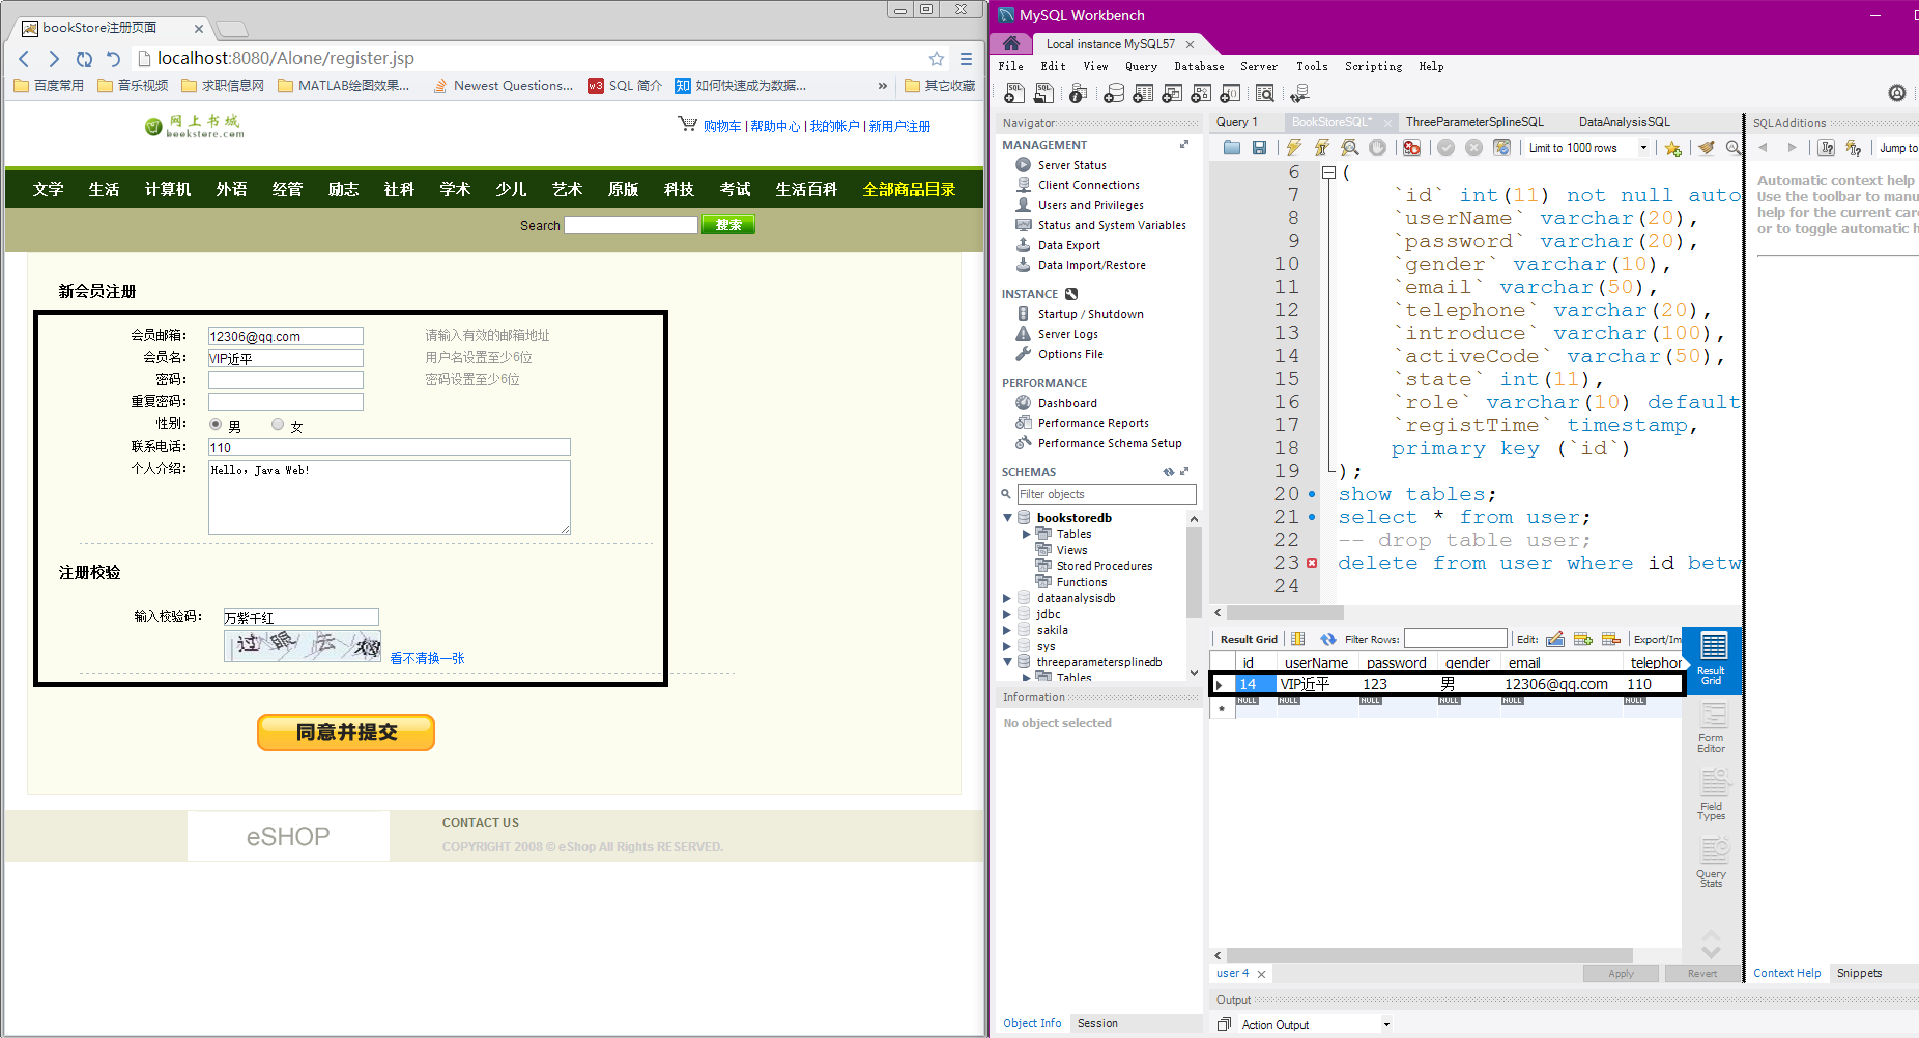 bookStore注册页面
localhost:8080/Alone/register.jsp
百度常用
音乐视频
求职信息网
MATLAB绘图效果...
Newest Questions...
w3 SQL 简介
知 如何快速成为数据...
»
其它收藏
网上书城
bookstore.com
购物车 | 帮助中心 | 我的帐户 | 新用户注册
文学 生活 计算机 外语 经管 励志 社科 学术 少儿 艺术 原版 科技 考试 生活百科 全部商品目录
Search 搜索
新会员注册
会员邮箱： 12306@qq.com 请输入有效的邮箱地址
会员名： VIP近平 用户名设置至少6位
密码： 密码设置至少6位
重复密码：
性别： 男 女
联系电话： 110
个人介绍： Hello, Java Web!
注册校验
输入校验码： 万紫千红
看不清换一张
同意并提交
eSHOP
CONTACT US
COPYRIGHT 2008 © eShop All Rights RESERVED.
MySQL Workbench
Local instance MySQL57
File Edit View Query Database Server Tools Scripting Help
Navigator
MANAGEMENT
Server Status
Client Connections
Users and Privileges
Status and System Variables
Data Export
Data Import/Restore
INSTANCE
Startup / Shutdown
Server Logs
Options File
PERFORMANCE
Dashboard
Performance Reports
Performance Schema Setup
SCHEMAS
Filter objects
bookstoredb
Tables
Views
Stored Procedures
Functions
dataanalysisdb
jdbc
sakila
sys
threeparametersplinedb
Tables
Information
No object selected
Object Info Session
Query 1 BookStoreSQL* ThreeParameterSplineSQL DataAnalysisSQL
Limit to 1000 rows
6 (
7 `id` int(11) not null auto
8 `userName` varchar(20),
9 `password` varchar(20),
10 `gender` varchar(10),
11 `email` varchar(50),
12 `telephone` varchar(20),
13 `introduce` varchar(100),
14 `activeCode` varchar(50),
15 `state` int(11),
16 `role` varchar(10) default
17 `registTime` timestamp,
18 primary key (`id`)
19 );
20 show tables;
21 select * from user;
22 -- drop table user;
23 delete from user where id betw
24
Result Grid Filter Rows: Edit: Export/Im
id userName password gender email telephor
14 VIP近平 123 男 12306@qq.com 110
NULL NULL NULL NULL NULL NULL
Result Grid
Form Editor
Field Types
Query Stats
user 4
Apply Revert
Output
Action Output
SQLAdditions
Jump to
Automatic context help
Use the toolbar to manu
help for the current car
or to toggle automatic h
Context Help Snippets